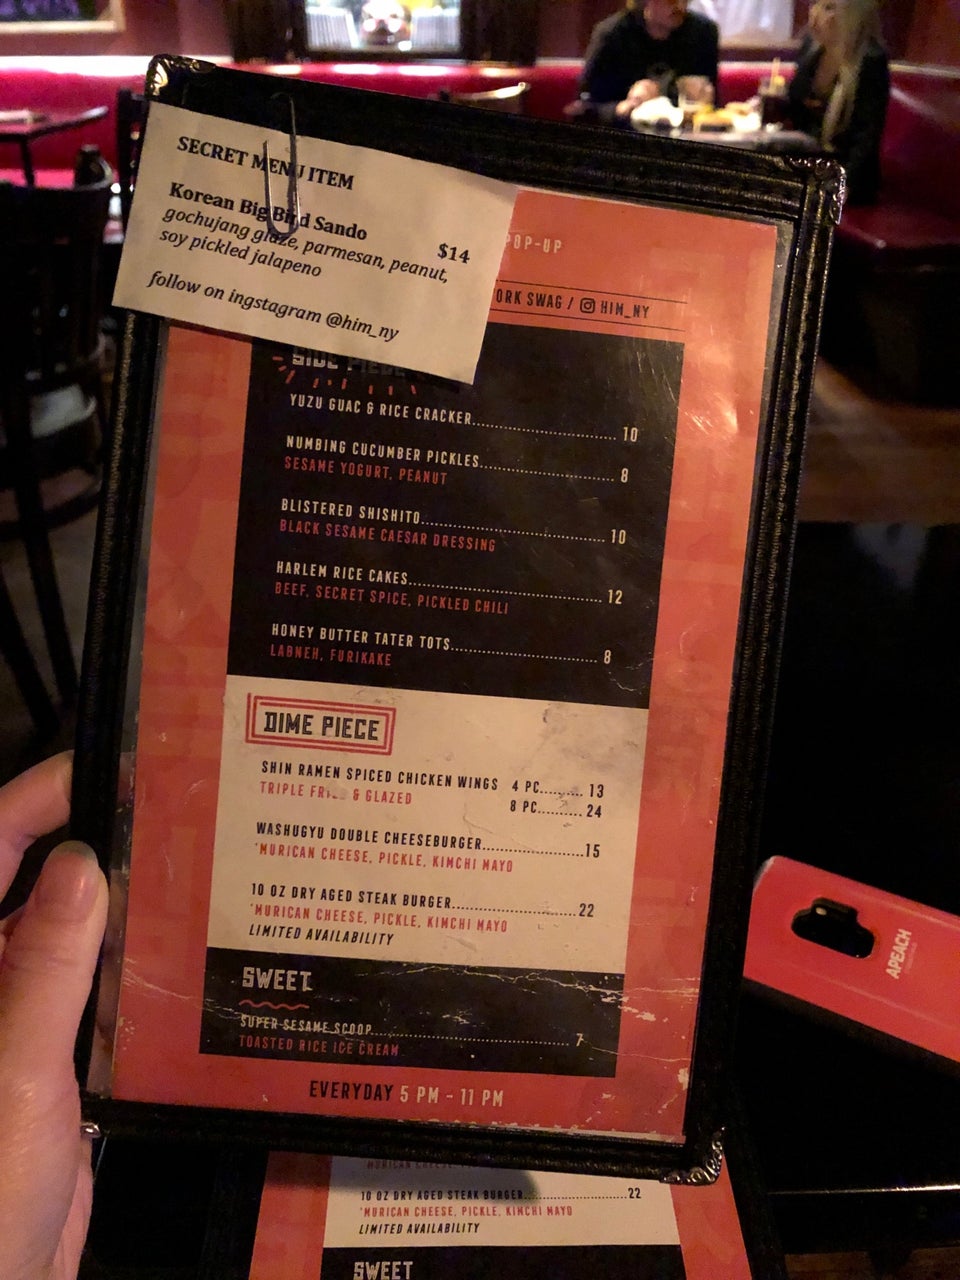 SECRET MENU ITEM
Korean Big Bird Sando
$14
gochujang glaze, parmesan, peanut,
soy pickled jalapeno
follow on ingstagram @him_ny
POP-UP
ORK SWAG / HIM_NY
SIDE PIECE
YUZU GUAC & RICE CRACKER 10
NUMBING CUCUMBER PICKLES 8
SESAME YOGURT, PEANUT
BLISTERED SHISHITO 10
BLACK SESAME CAESAR DRESSING
HARLEM RICE CAKES 12
BEEF, SECRET SPICE, PICKLED CHILI
HONEY BUTTER TATER TOTS 8
LABNEH, FURIKAKE
DIME PIECE
SHIN RAMEN SPICED CHICKEN WINGS 4 PC 13
TRIPLE & GLAZED 8 PC 24
WASHUGYU DOUBLE CHEESEBURGER 15
'MURICAN CHEESE, PICKLE, KIMCHI MAYO
10 OZ DRY AGED STEAK BURGER 22
'MURICAN CHEESE, PICKLE, KIMCHI MAYO
LIMITED AVAILABILITY
SWEET
SUPER SESAME SCOOP 7
TOASTED RICE ICE CREAM
EVERYDAY 5 PM - 11 PM
APEACH
10 OZ DRY AGED STEAK BURGER 22
'MURICAN CHEESE, PICKLE, KIMCHI MAYO
LIMITED AVAILABILITY
SWEET